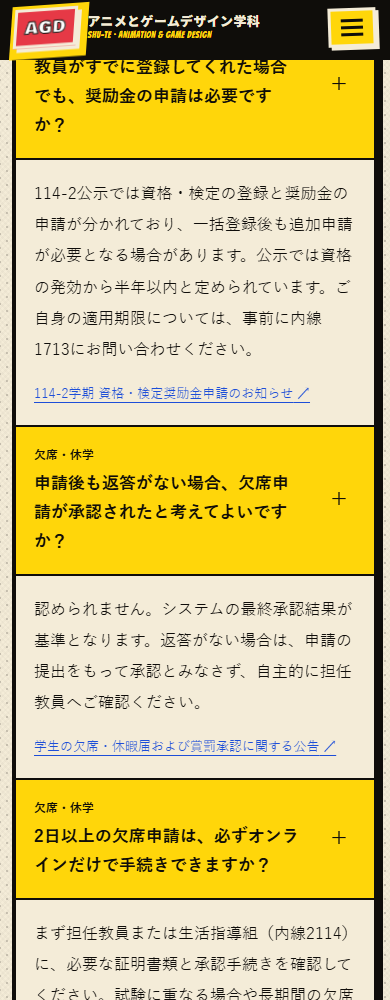 AGD
アニメとゲームデザイン学科
SHU-TE・ANIMATION & GAME DESIGN
教員がすでに登録してくれた場合
でも、奨励金の申請は必要です
か？
114-2公示では資格・検定の登録と奨励金の
申請が分かれており、一括登録後も追加申請
が必要となる場合があります。公示では資格
の発効から半年以内と定められています。ご
自身の適用期限については、事前に内線
1713にお問い合わせください。
114-2学期 資格・検定奨励金申請のお知らせ ↗
欠席・休学
申請後も返答がない場合、欠席申
請が承認されたと考えてよいです
か？
認められません。システムの最終承認結果が
基準となります。返答がない場合は、申請の
提出をもって承認とみなさず、自主的に担任
教員へご確認ください。
学生の欠席・休暇届および賞罰承認に関する公告 ↗
欠席・休学
2日以上の欠席申請は、必ずオンラ
インだけで手続きできますか？
まず担任教員または生活指導組（内線2114）
に、必要な証明書類と承認手続きを確認して
ください。試験に重なる場合や長期間の欠席